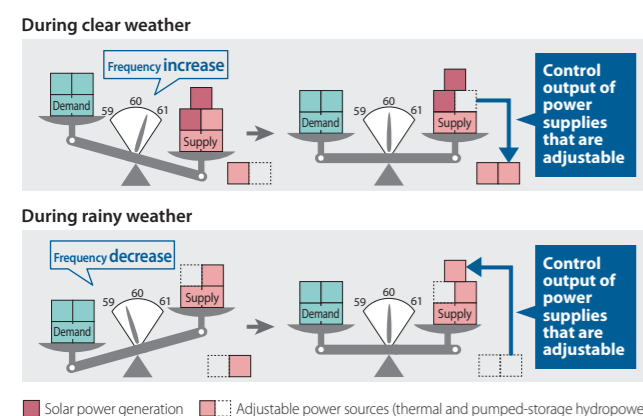 During clear weather
Frequency increase
Demand
59 60 61
Supply
Demand
59 60 61
Supply
Control
output of
power
supplies
that are
adjustable
During rainy weather
Frequency decrease
Demand
59 60 61
Supply
Demand
59 60 61
Supply
Control
output of
power
supplies
that are
adjustable
Solar power generation Adjustable power sources (thermal and pumped-storage hydropowe